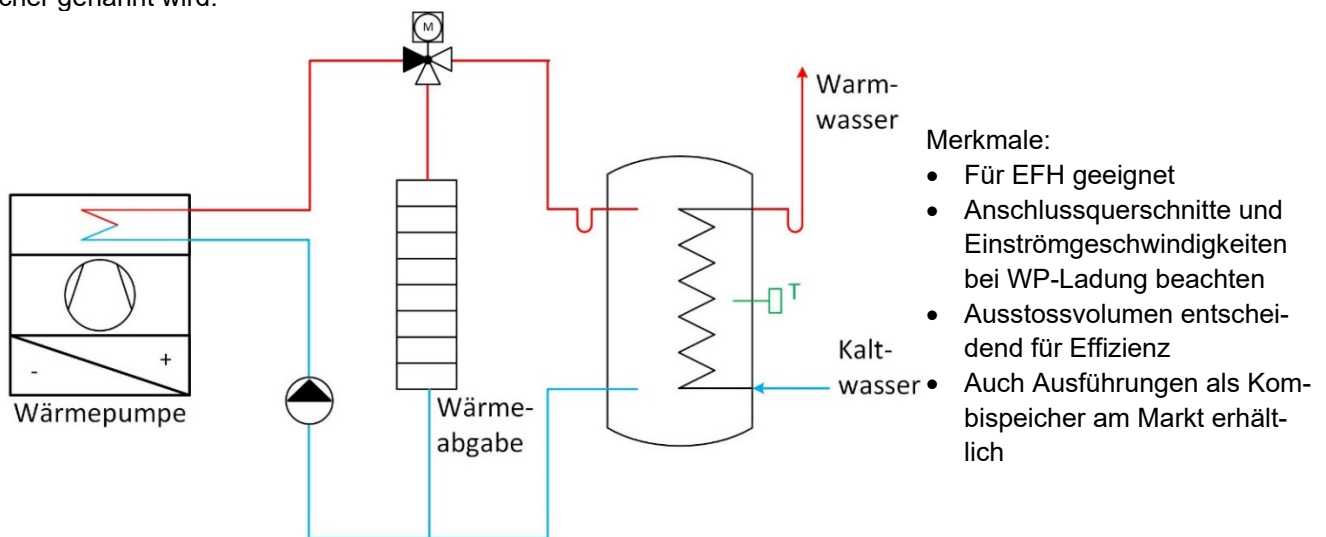 cher genannt wird.
M
Warm-
wasser
Merkmale:
• Für EFH geeignet
• Anschlussquerschnitte und
Einströmgeschwindigkeiten
bei WP-Ladung beachten
• Ausstossvolumen entschei-
dend für Effizienz
• Auch Ausführungen als Kom-
bispeicher am Markt erhält-
lich
T
Kalt-
wasser
+
-
Wärmepumpe
Wärme-
abgabe